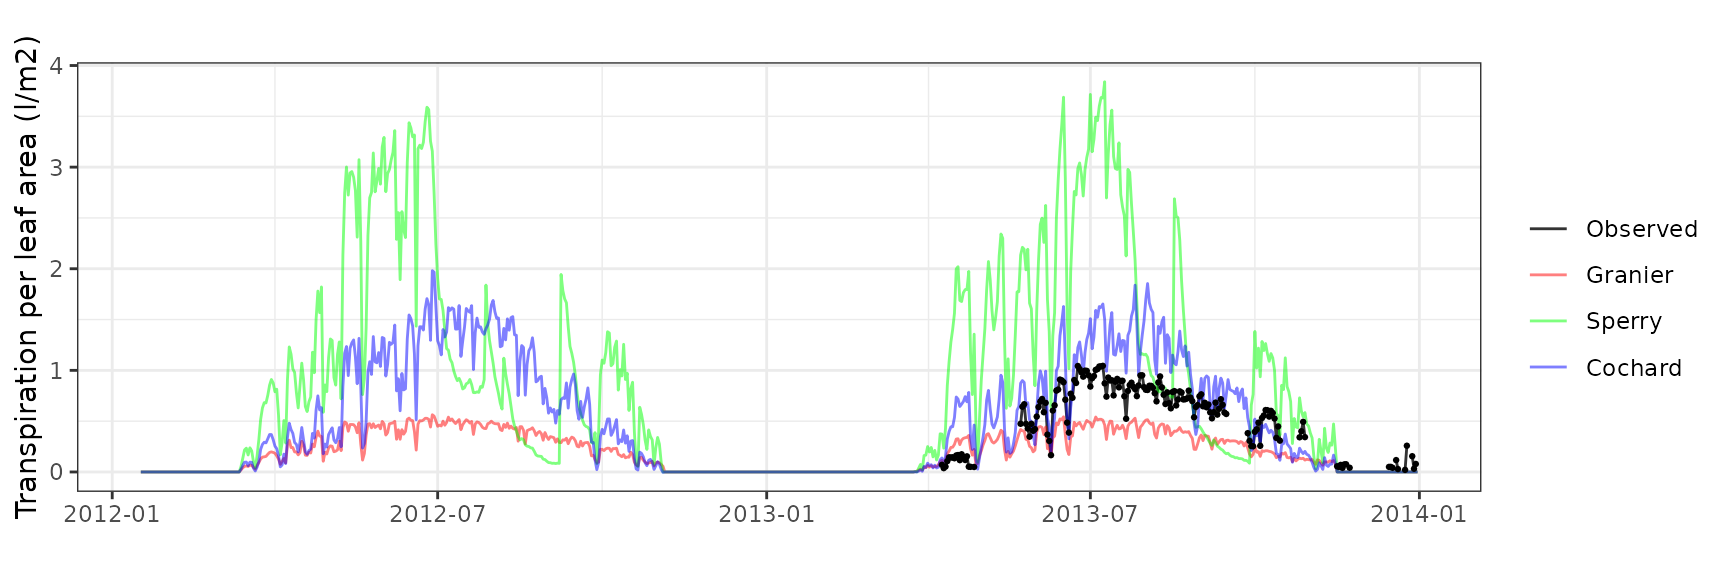 Transpiration per leaf area (l/m2)
4
3
2
1
0
2012-01
2012-07
2013-01
2013-07
2014-01
Observed
Granier
Sperry
Cochard